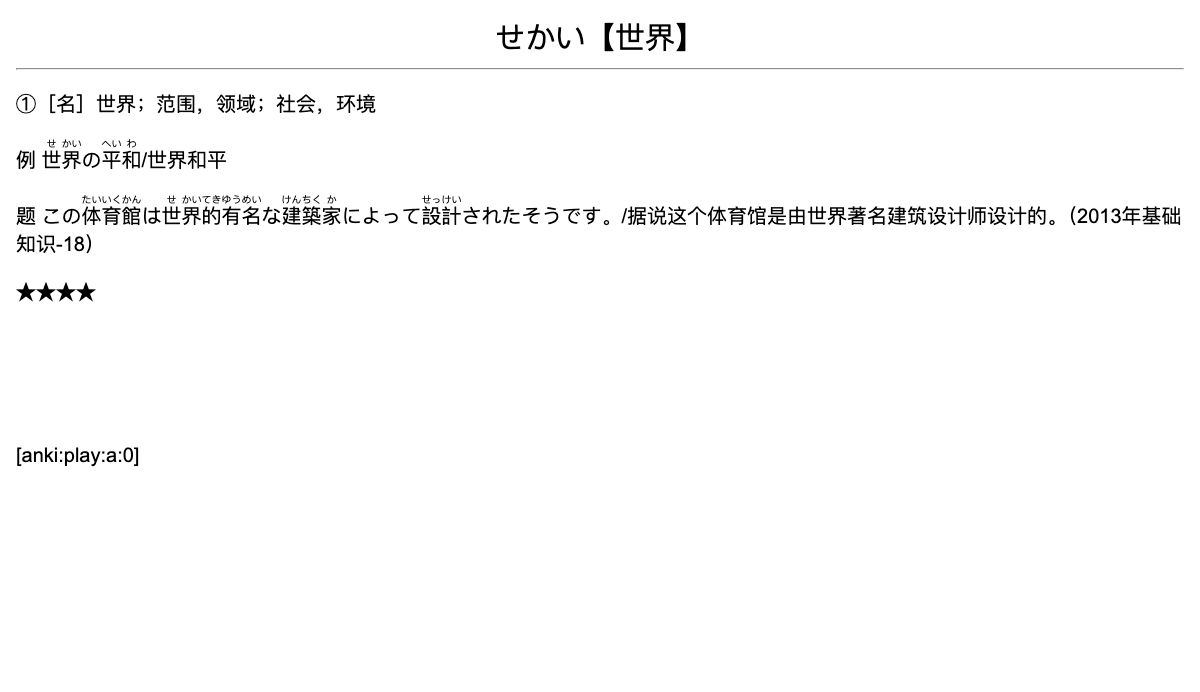 せかい【世界】
①［名］世界；范围，领域；社会，环境
せ かい へい わ
例 世界の平和/世界和平
たいいくかん せ かいてきゆうめい けんちく か せっけい
题 この体育館は世界的有名な建築家によって設計されたそうです。/据说这个体育馆是由世界著名建筑设计师设计的。（2013年基础
知识-18）
★★★★
[anki:play:a:0]